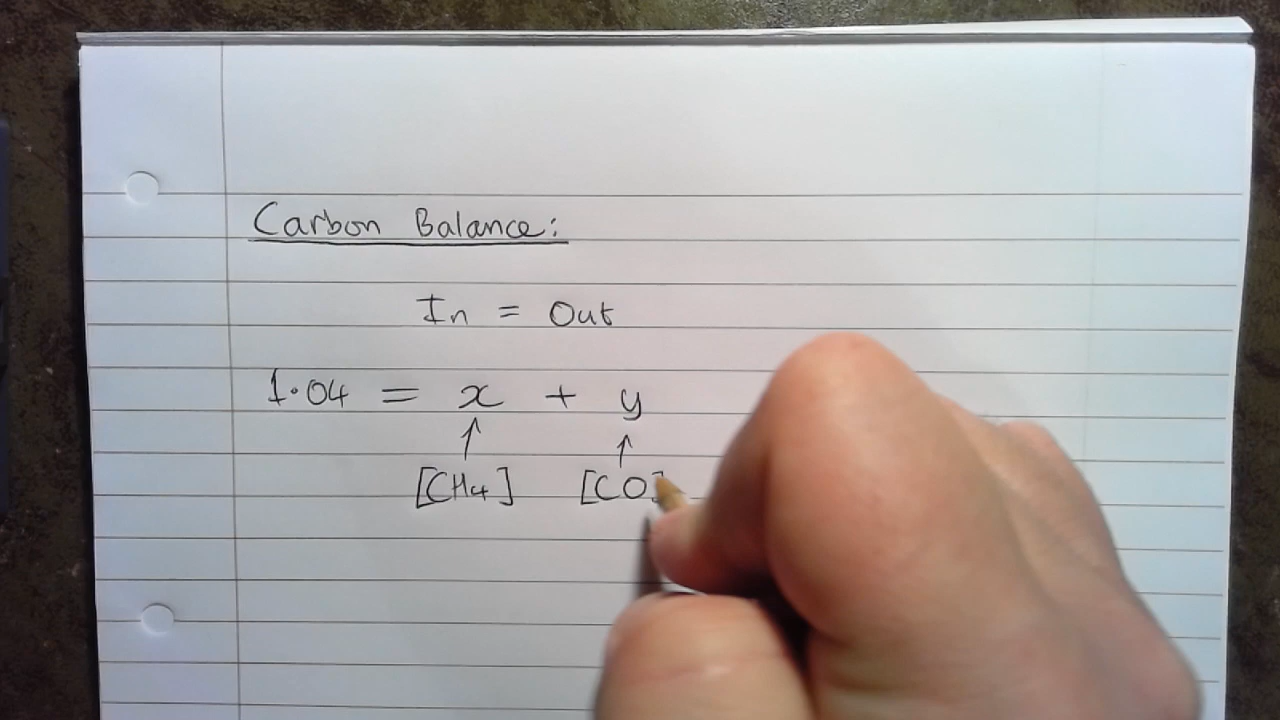 Carbon Balance:
In = Out
1.04 = x + y
↑ ↑
[CH4] [CO]